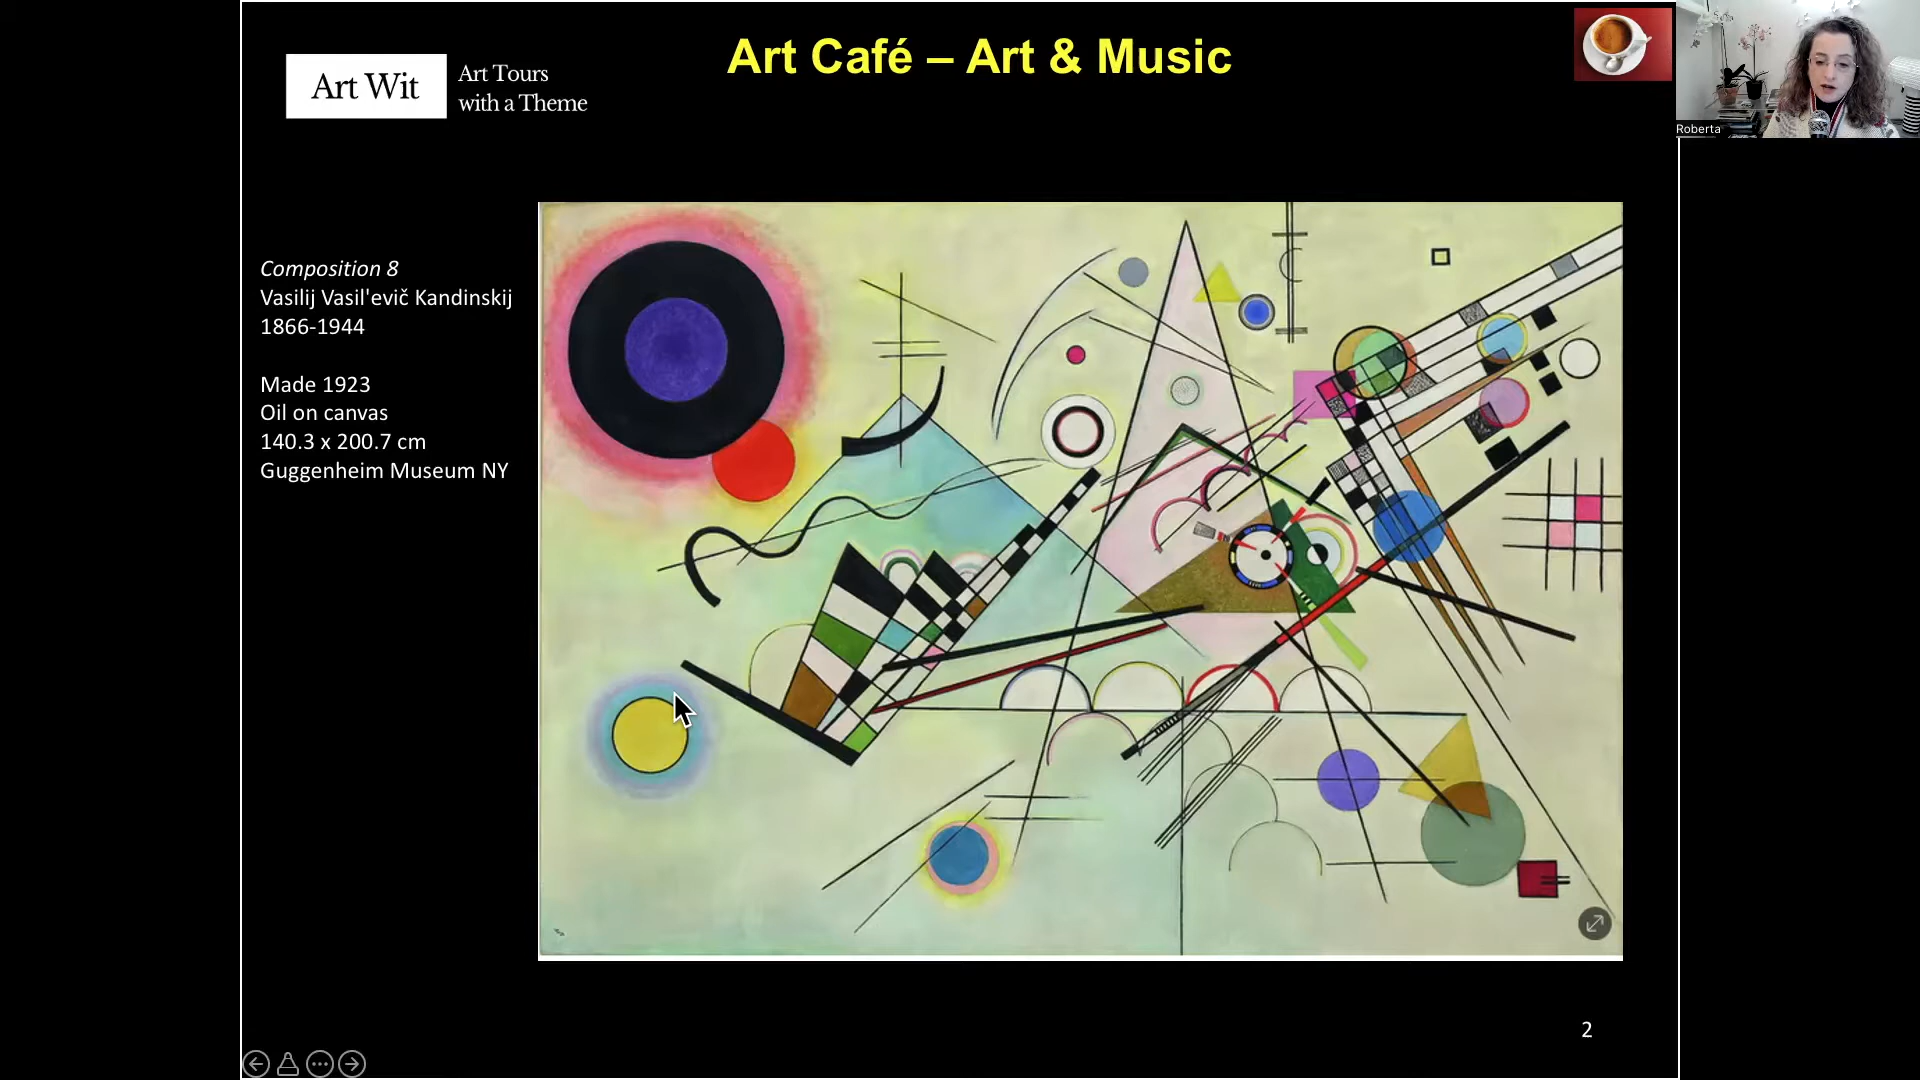 Art Café – Art & Music
Art Wit
Art Tours
with a Theme
Roberta
Composition 8
Vasilij Vasil'evič Kandinskij
1866-1944
Made 1923
Oil on canvas
140.3 x 200.7 cm
Guggenheim Museum NY
2